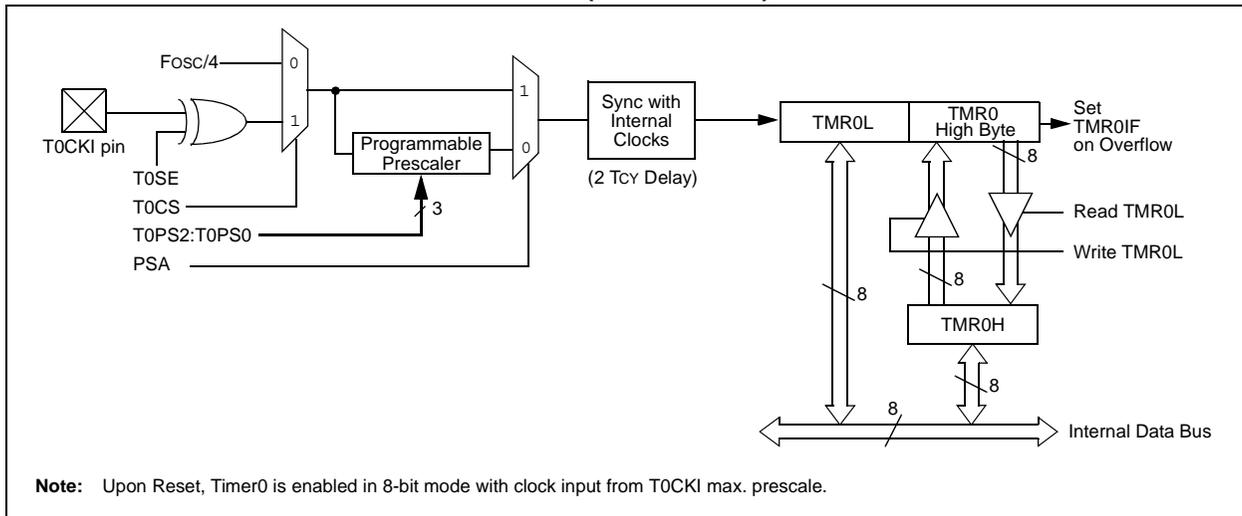 FOSC/4
0
1
T0CKI pin
T0SE
T0CS
T0PS2:T0PS0
PSA
Programmable
Prescaler
3
1
0
Sync with
Internal
Clocks
(2 TCY Delay)
TMR0L
TMR0
High Byte
Set
TMR0IF
on Overflow
8
Read TMR0L
Write TMR0L
8
8
TMR0H
8
8
Internal Data Bus
Note: Upon Reset, Timer0 is enabled in 8-bit mode with clock input from T0CKI max. prescale.